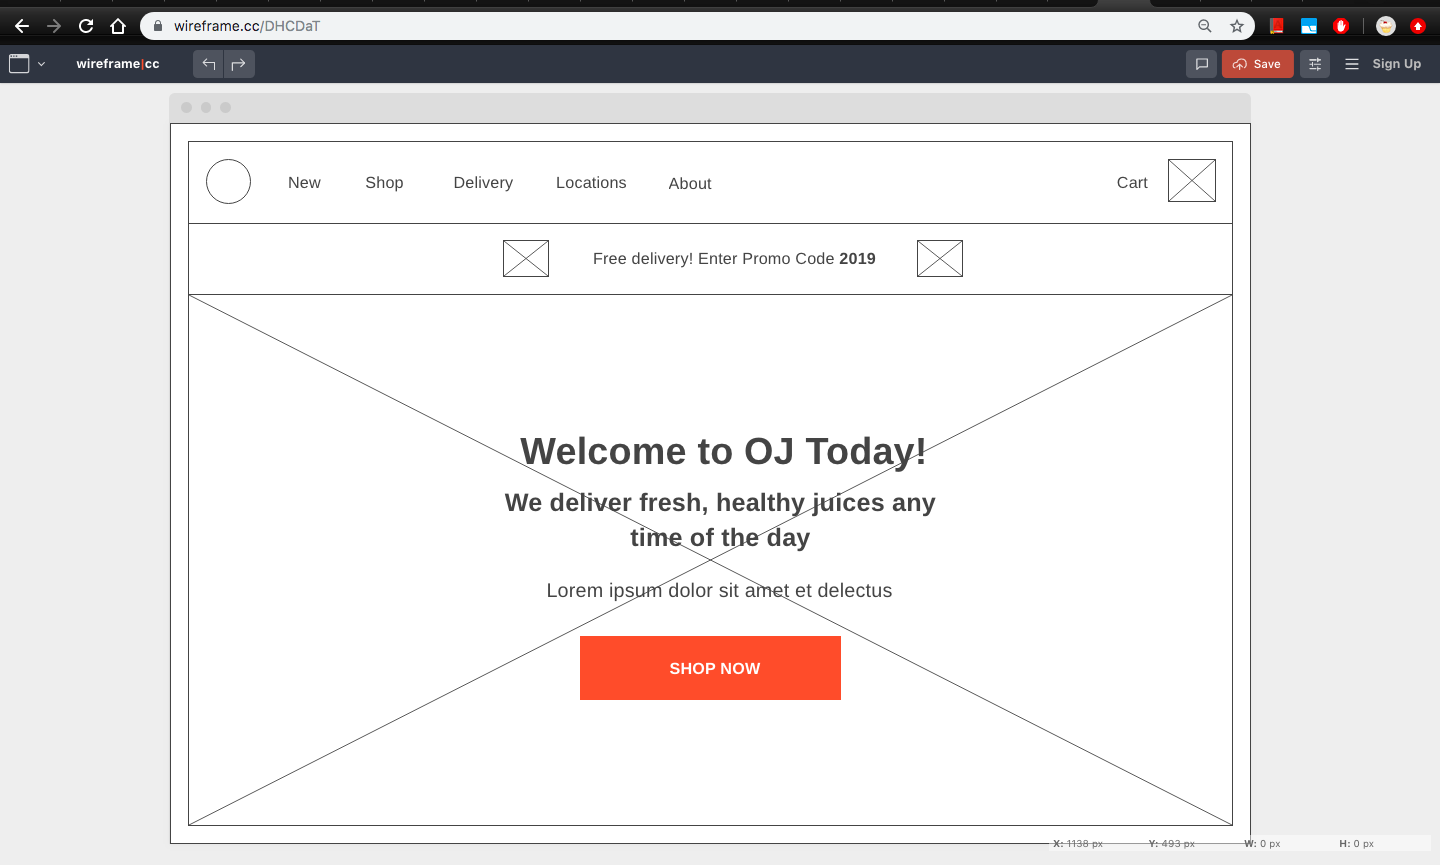 wireframe.cc/DHCDaT
wireframe|cc
Save
Sign Up
New Shop Delivery Locations About Cart
Free delivery! Enter Promo Code 2019
Welcome to OJ Today!
We deliver fresh, healthy juices any
time of the day
Lorem ipsum dolor sit amet et delectus
SHOP NOW
X: 1138 px Y: 493 px W: 0 px H: 0 px